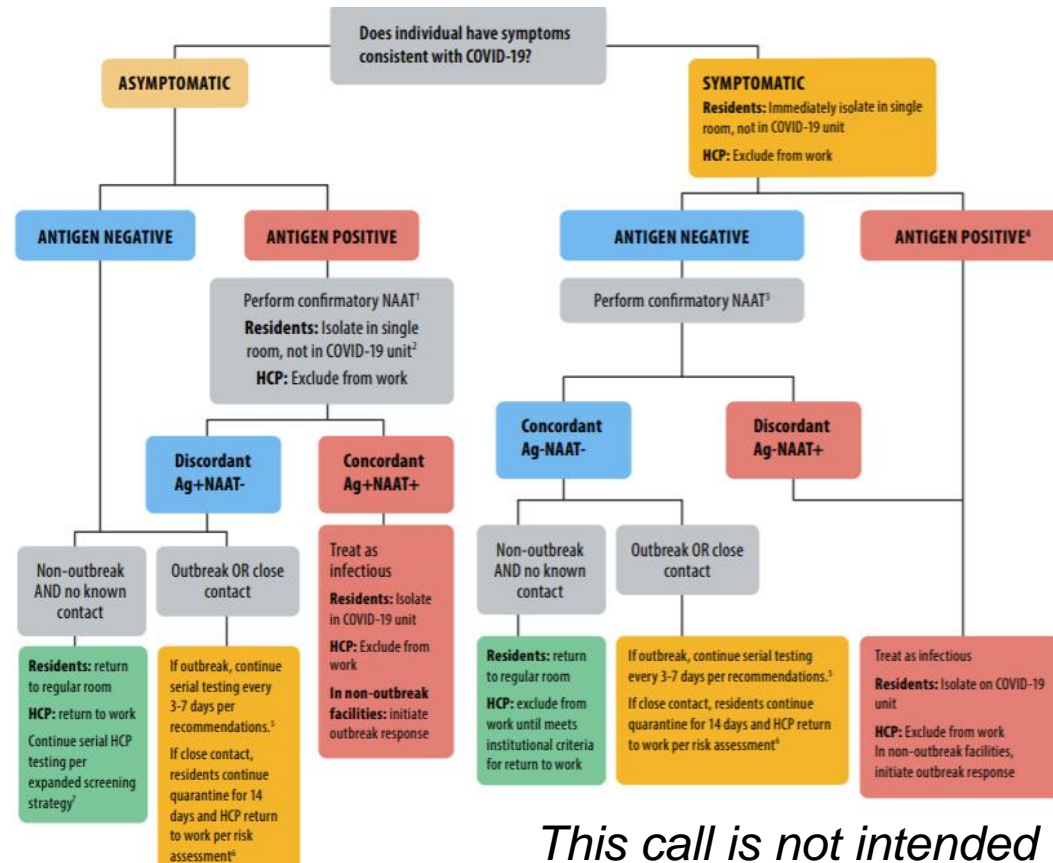 Does individual have symptoms
consistent with COVID-19?
ASYMPTOMATIC
SYMPTOMATIC
Residents: Immediately isolate in single
room, not in COVID-19 unit
HCP: Exclude from work
ANTIGEN NEGATIVE
ANTIGEN POSITIVE
ANTIGEN NEGATIVE
ANTIGEN POSITIVE⁴
Perform confirmatory NAAT¹
Residents: Isolate in single
room, not in COVID-19 unit²
HCP: Exclude from work
Perform confirmatory NAAT³
Discordant
Ag+NAAT-
Concordant
Ag+NAAT+
Concordant
Ag-NAAT-
Discordant
Ag-NAAT+
Non-outbreak
AND no known
contact
Outbreak OR close
contact
Treat as
infectious
Residents: Isolate
in COVID-19 unit
HCP: Exclude from
work
In non-outbreak
facilities: initiate
outbreak response
Non-outbreak
AND no known
contact
Outbreak OR close
contact
Residents: return
to regular room
HCP: return to work
Continue serial HCP
testing per
expanded screening
strategy⁷
If outbreak, continue
serial testing every
3-7 days per
recommendations.⁵
If close contact,
residents continue
quarantine for 14
days and HCP return
to work per risk
assessment⁶
Residents: return
to regular room
HCP: exclude from
work until meets
institutional criteria
for return to work
If outbreak, continue serial testing
every 3-7 days per recommendations.⁵
If close contact, residents continue
quarantine for 14 days and HCP return
to work per risk assessment⁶
Treat as infectious
Residents: Isolate on COVID-19
unit
HCP: Exclude from work
In non-outbreak facilities,
initiate outbreak response
This call is not intended